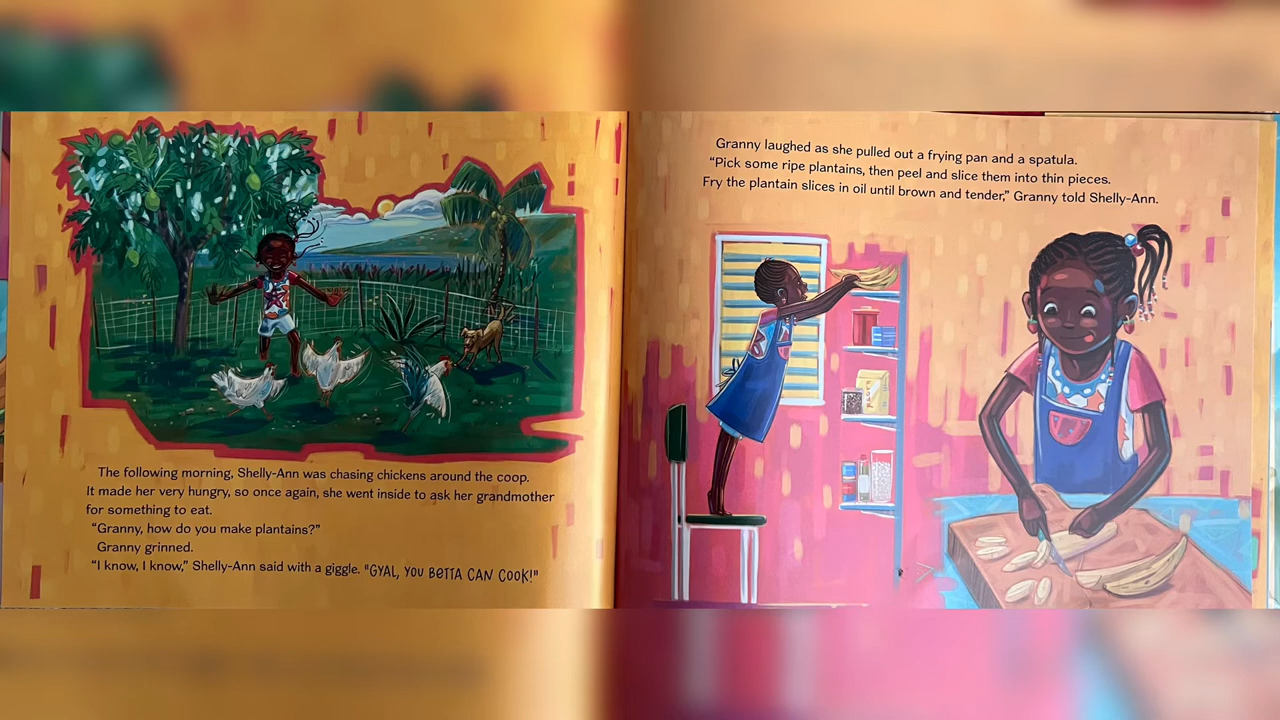 The following morning, Shelly-Ann was chasing chickens around the coop.
It made her very hungry, so once again, she went inside to ask her grandmother
for something to eat.
“Granny, how do you make plantains?”
Granny grinned.
“I know, I know,” Shelly-Ann said with a giggle. “GYAL, YOU BETTA CAN COOK!”
Granny laughed as she pulled out a frying pan and a spatula.
“Pick some ripe plantains, then peel and slice them into thin pieces.
Fry the plantain slices in oil until brown and tender,” Granny told Shelly-Ann.